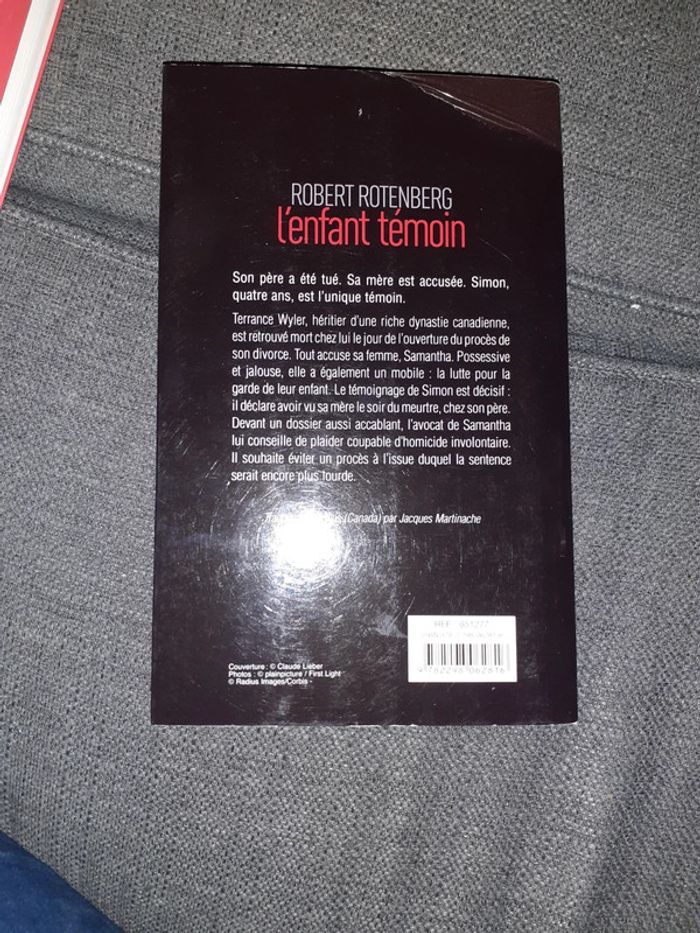 ROBERT ROTENBERG
l'enfant témoin
Son père a été tué. Sa mère est accusée. Simon,
quatre ans, est l'unique témoin.
Terrance Wyler, héritier d'une riche dynastie canadienne,
est retrouvé mort chez lui le jour de l'ouverture du procès de
son divorce. Tout accuse sa femme, Samantha. Possessive
et jalouse, elle a également un mobile : la lutte pour la
garde de leur enfant. Le témoignage de Simon est décisif :
il déclare avoir vu sa mère le soir du meurtre, chez son père.
Devant un dossier aussi accablant, l'avocat de Samantha
lui conseille de plaider coupable d'homicide involontaire.
Il souhaite éviter un procès à l'issue duquel la sentence
serait encore plus lourde.
(Canada) par Jacques Martinache
REF 651277
9782298062816
Couverture : © Claude Lieber
Photos : © plainpicture / First Light
© Radius Images/Corbis -